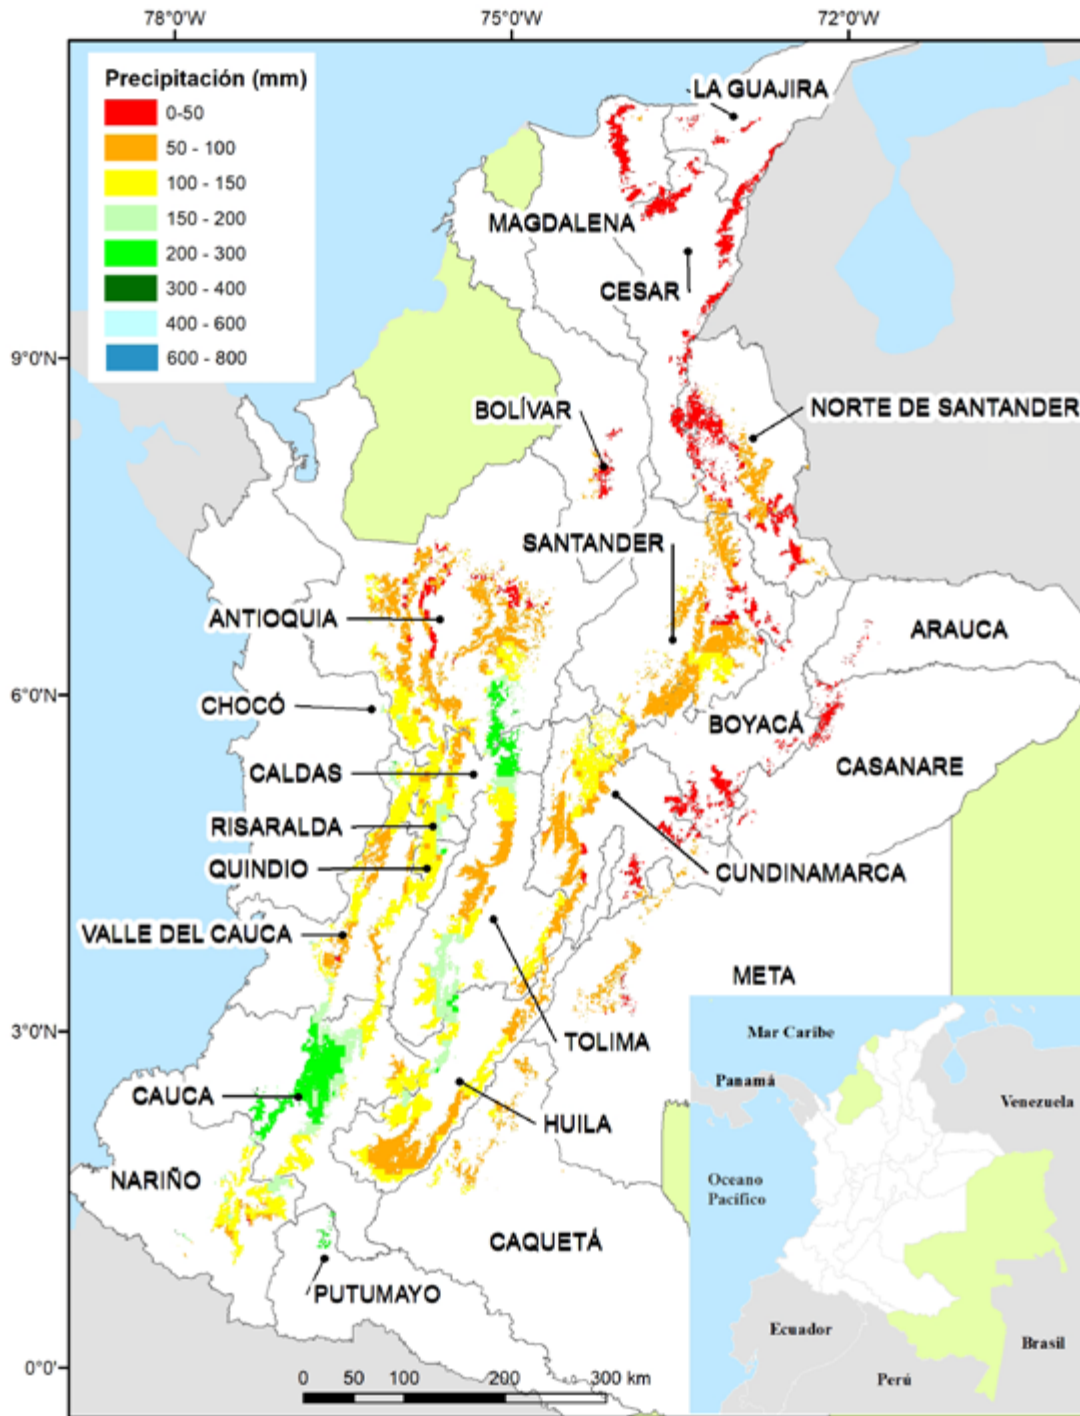 78°0'W 75°0'W 72°0'W
Precipitación (mm)
0-50
50 - 100
100 - 150
150 - 200
200 - 300
300 - 400
400 - 600
600 - 800
LA GUAJIRA
MAGDALENA
CESAR
9°0'N
BOLÍVAR
NORTE DE SANTANDER
SANTANDER
ANTIOQUIA
ARAUCA
6°0'N
CHOCÓ
BOYACÁ
CALDAS
CASANARE
RISARALDA
QUINDIO
CUNDINAMARCA
VALLE DEL CAUCA
META
3°0'N
TOLIMA
CAUCA
HUILA
NARIÑO
CAQUETÁ
PUTUMAYO
0°0'
0 50 100 200 300 km
Mar Caribe
Panamá
Venezuela
Oceano
Pacífico
Ecuador
Brasil
Perú